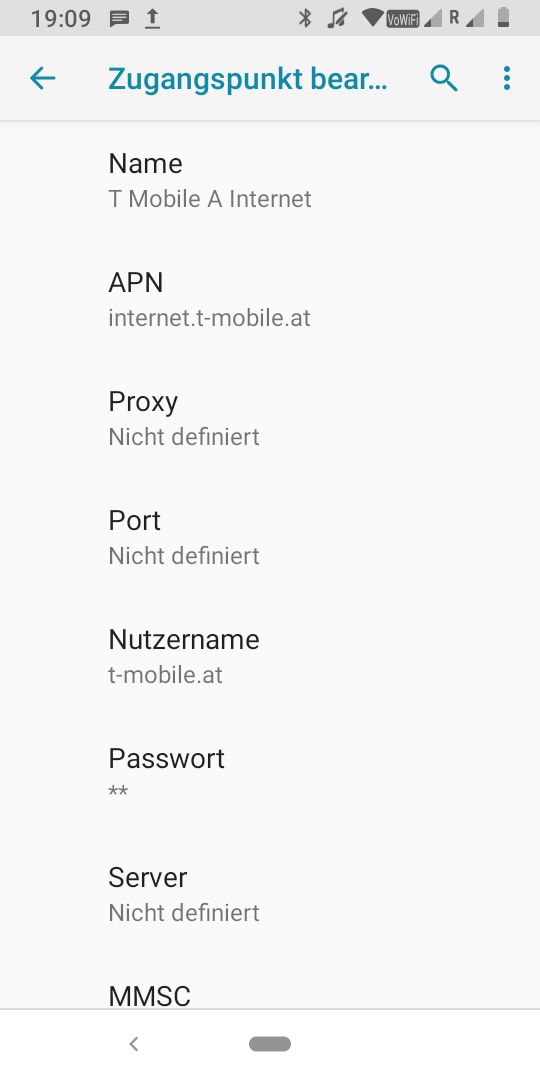 19:09 VoWiFi R
Zugangspunkt bear...
Name
T Mobile A Internet
APN
internet.t-mobile.at
Proxy
Nicht definiert
Port
Nicht definiert
Nutzername
t-mobile.at
Passwort
**
Server
Nicht definiert
MMSC